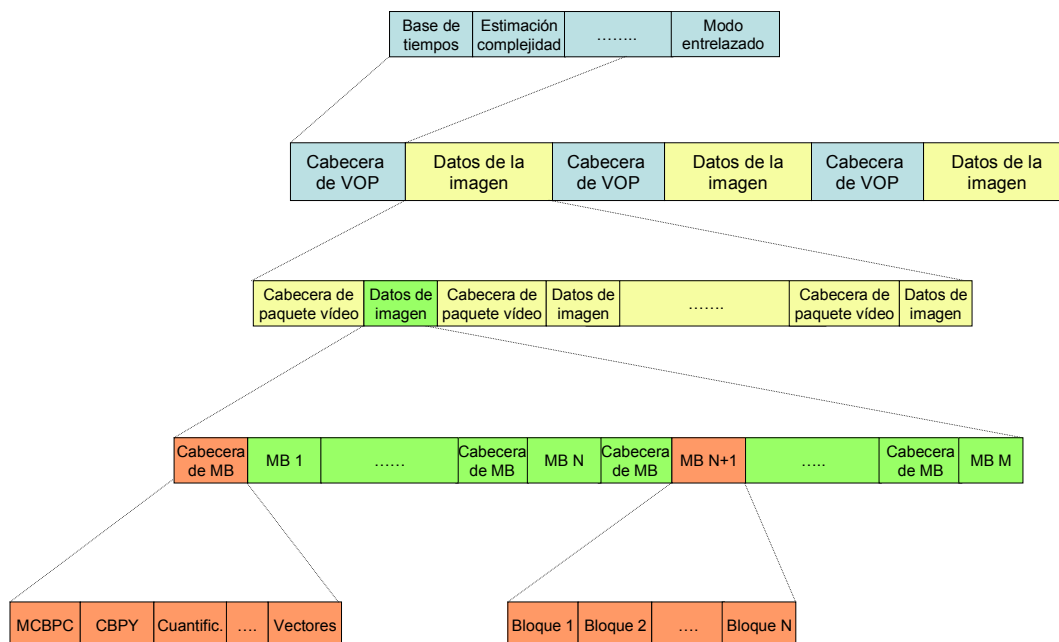 Base de
tiempos
Estimación
complejidad
........
Modo
entrelazado
Cabecera
de VOP
Datos de la
imagen
Cabecera
de VOP
Datos de la
imagen
Cabecera
de VOP
Datos de la
imagen
Cabecera de
paquete vídeo
Datos de
imagen
Cabecera de
paquete vídeo
Datos de
imagen
.......
Cabecera de
paquete vídeo
Datos de
imagen
Cabecera
de MB
MB 1
......
Cabecera
de MB
MB N
Cabecera
de MB
MB N+1
.....
Cabecera
de MB
MB M
MCBPC
CBPY
Cuantific.
....
Vectores
Bloque 1
Bloque 2
....
Bloque N